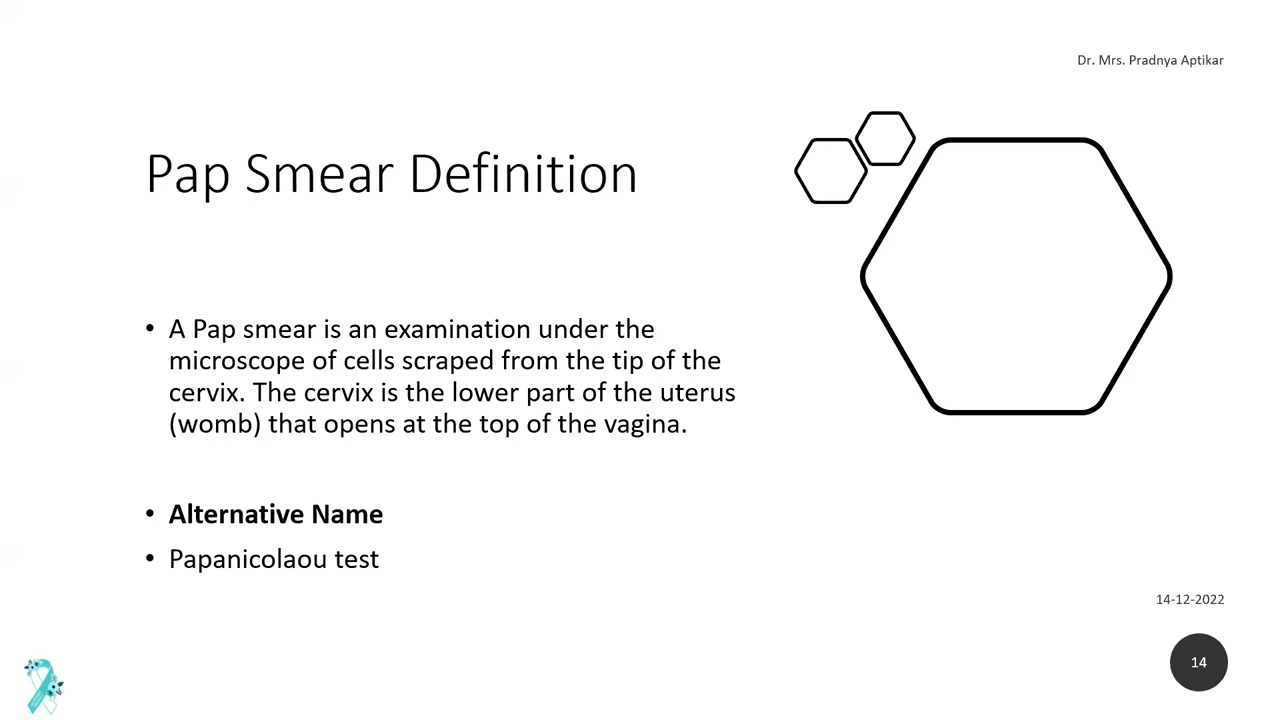 Dr. Mrs. Pradnya Aptikar
Pap Smear Definition
• A Pap smear is an examination under the
microscope of cells scraped from the tip of the
cervix. The cervix is the lower part of the uterus
(womb) that opens at the top of the vagina.
• Alternative Name
• Papanicolaou test
14-12-2022
14